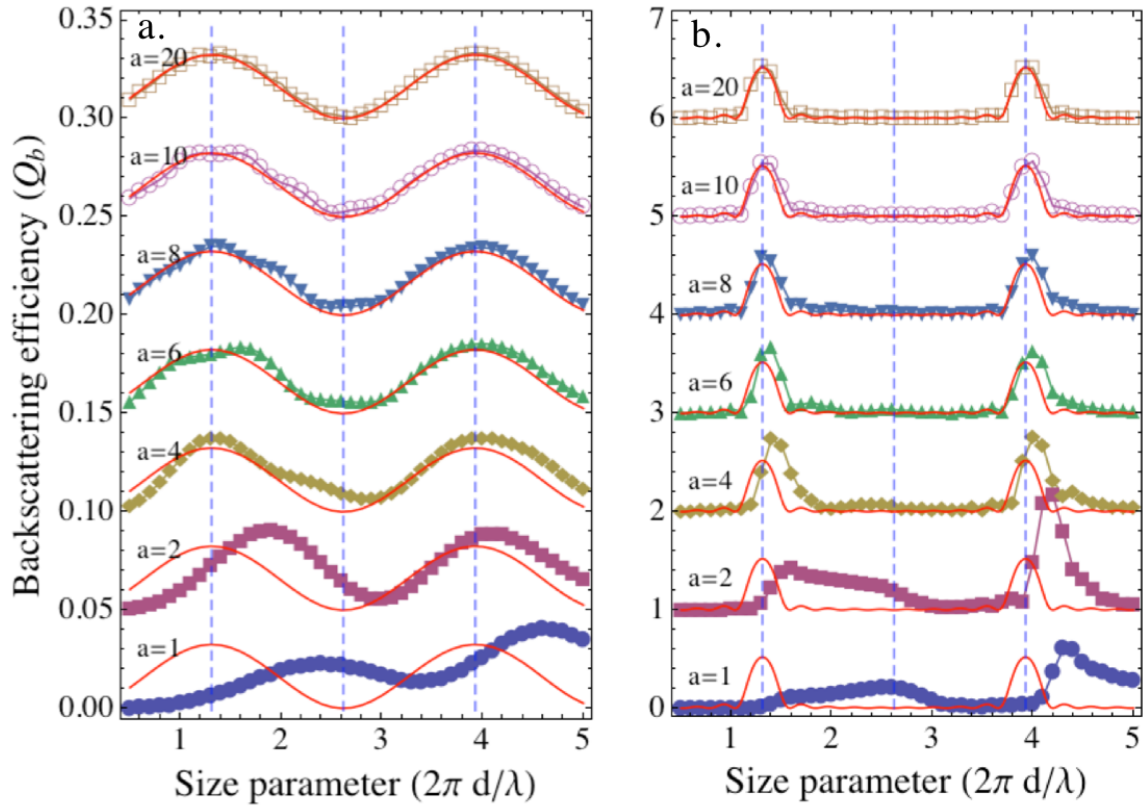 a.
0.35
0.30
0.25
0.20
0.15
0.10
0.05
0.00
a=20
a=10
a=8
a=6
a=4
a=2
a=1
1 2 3 4 5
Size parameter (2π d/λ)
Backscattering efficiency (Q_b)
b.
7
6
5
4
3
2
1
0
a=20
a=10
a=8
a=6
a=4
a=2
a=1
1 2 3 4 5
Size parameter (2π d/λ)